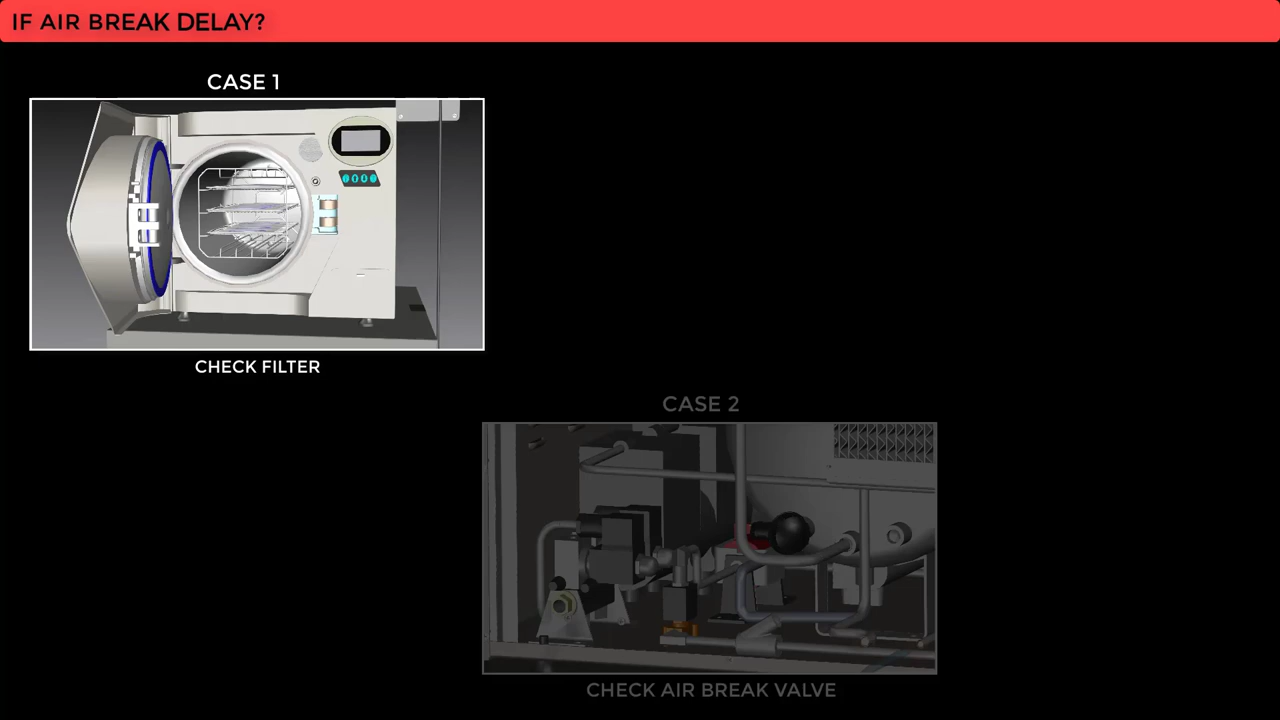 IF AIR BREAK DELAY?
CASE 1
CHECK FILTER
CASE 2
CHECK AIR BREAK VALVE